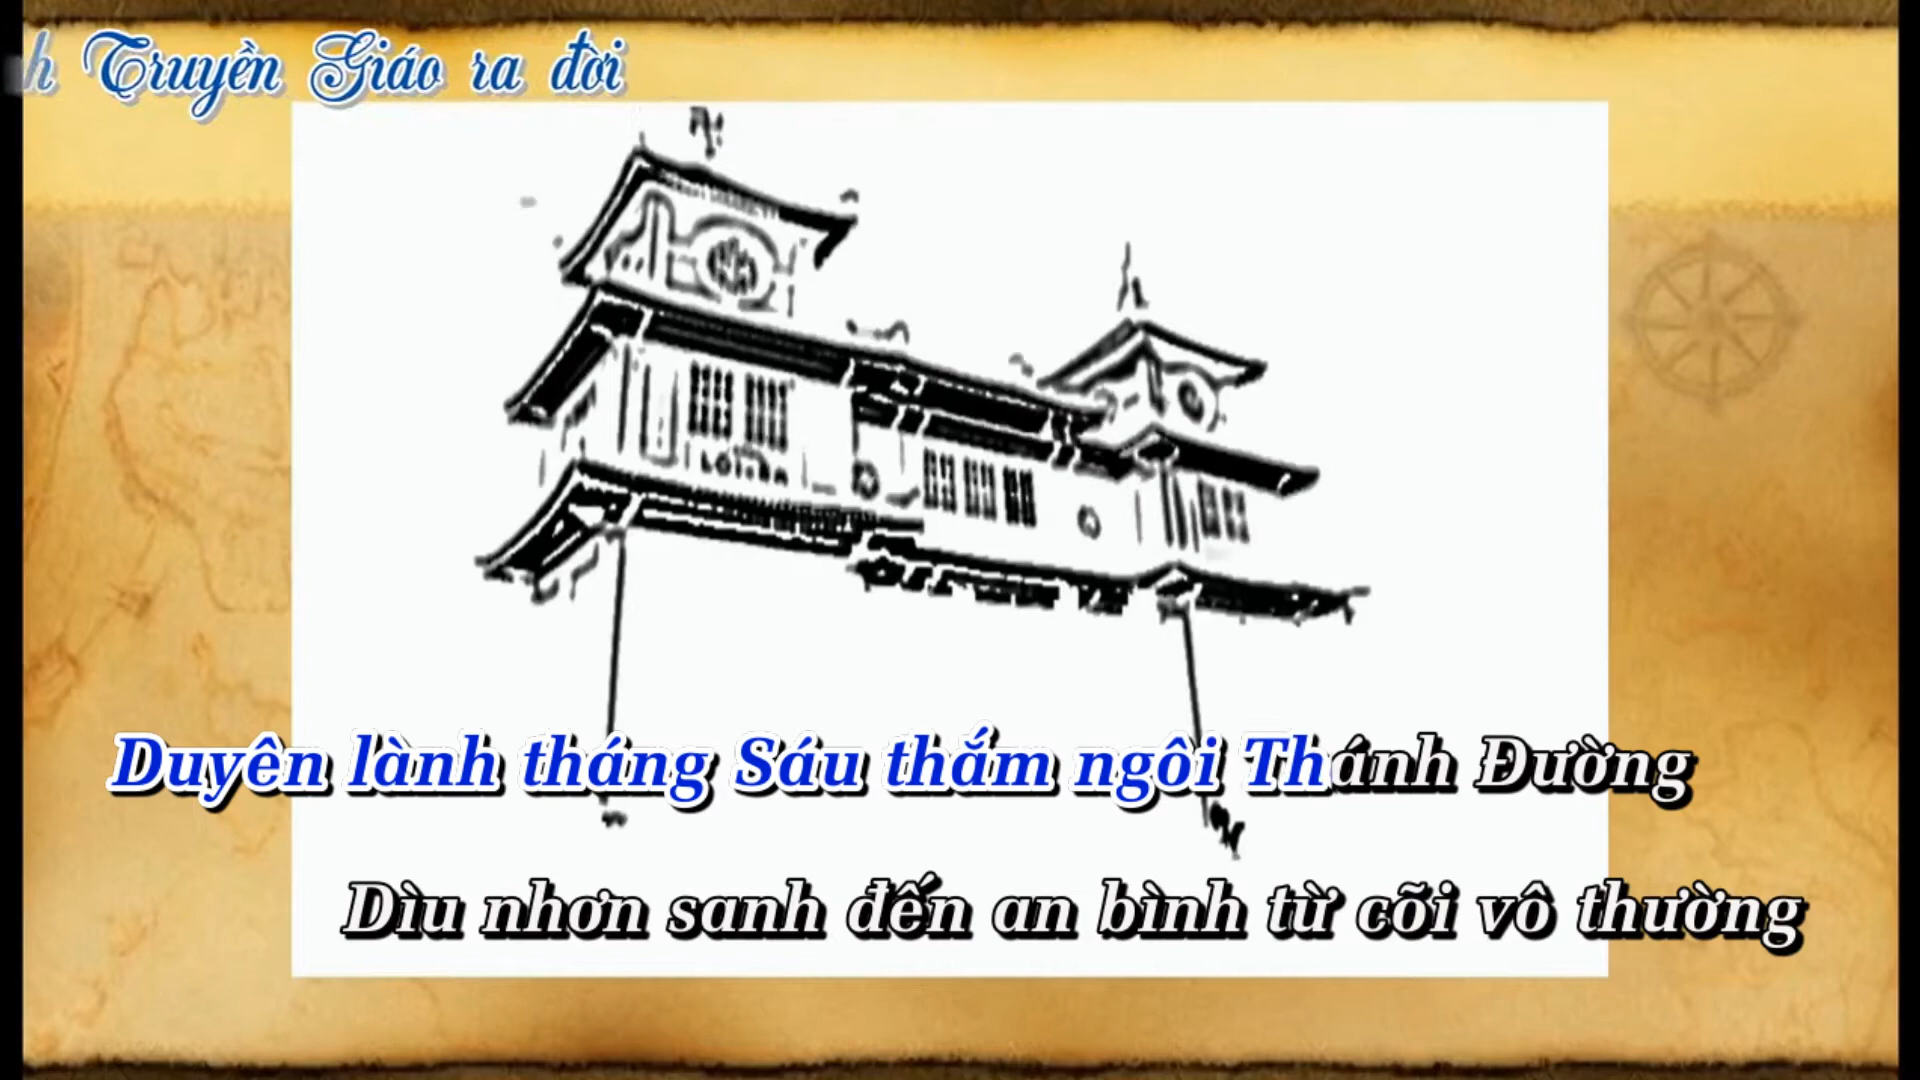 h Truyền Giáo ra đời
Duyên lành tháng Sáu thắm ngôi Thánh Đường
Dìu nhơn sanh đến an bình từ cõi vô thường